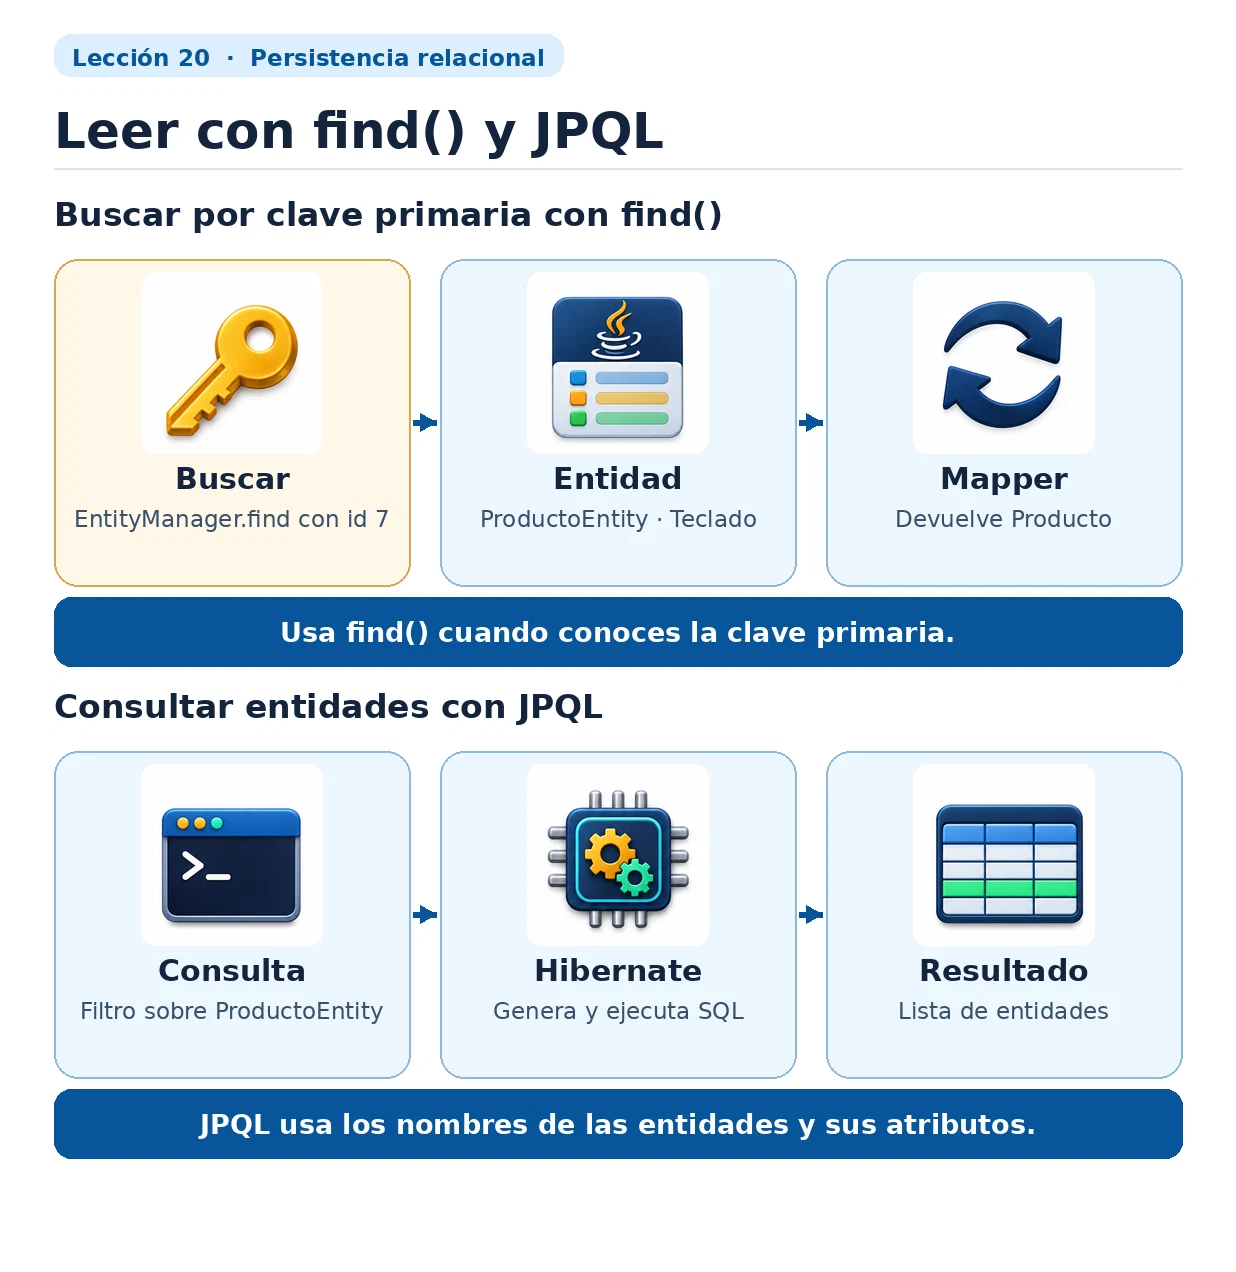 Lección 20 · Persistencia relacional
Leer con find() y JPQL
Buscar por clave primaria con find()
Buscar
EntityManager.find con id 7
Entidad
ProductoEntity · Teclado
Mapper
Devuelve Producto
Usa find() cuando conoces la clave primaria.
Consultar entidades con JPQL
Consulta
Filtro sobre ProductoEntity
Hibernate
Genera y ejecuta SQL
Resultado
Lista de entidades
JPQL usa los nombres de las entidades y sus atributos.